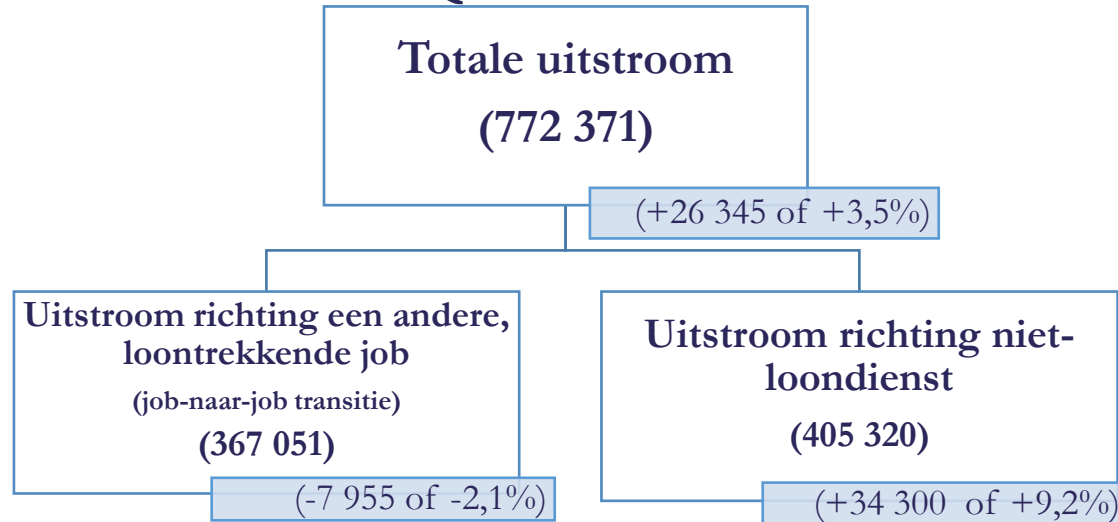 Totale uitstroom
(772 371)
(+26 345 of +3,5%)
Uitstroom richting een andere,
loontrekkende job
(job-naar-job transitie)
(367 051)
(-7 955 of -2,1%)
Uitstroom richting niet-
loondienst
(405 320)
(+34 300 of +9,2%)